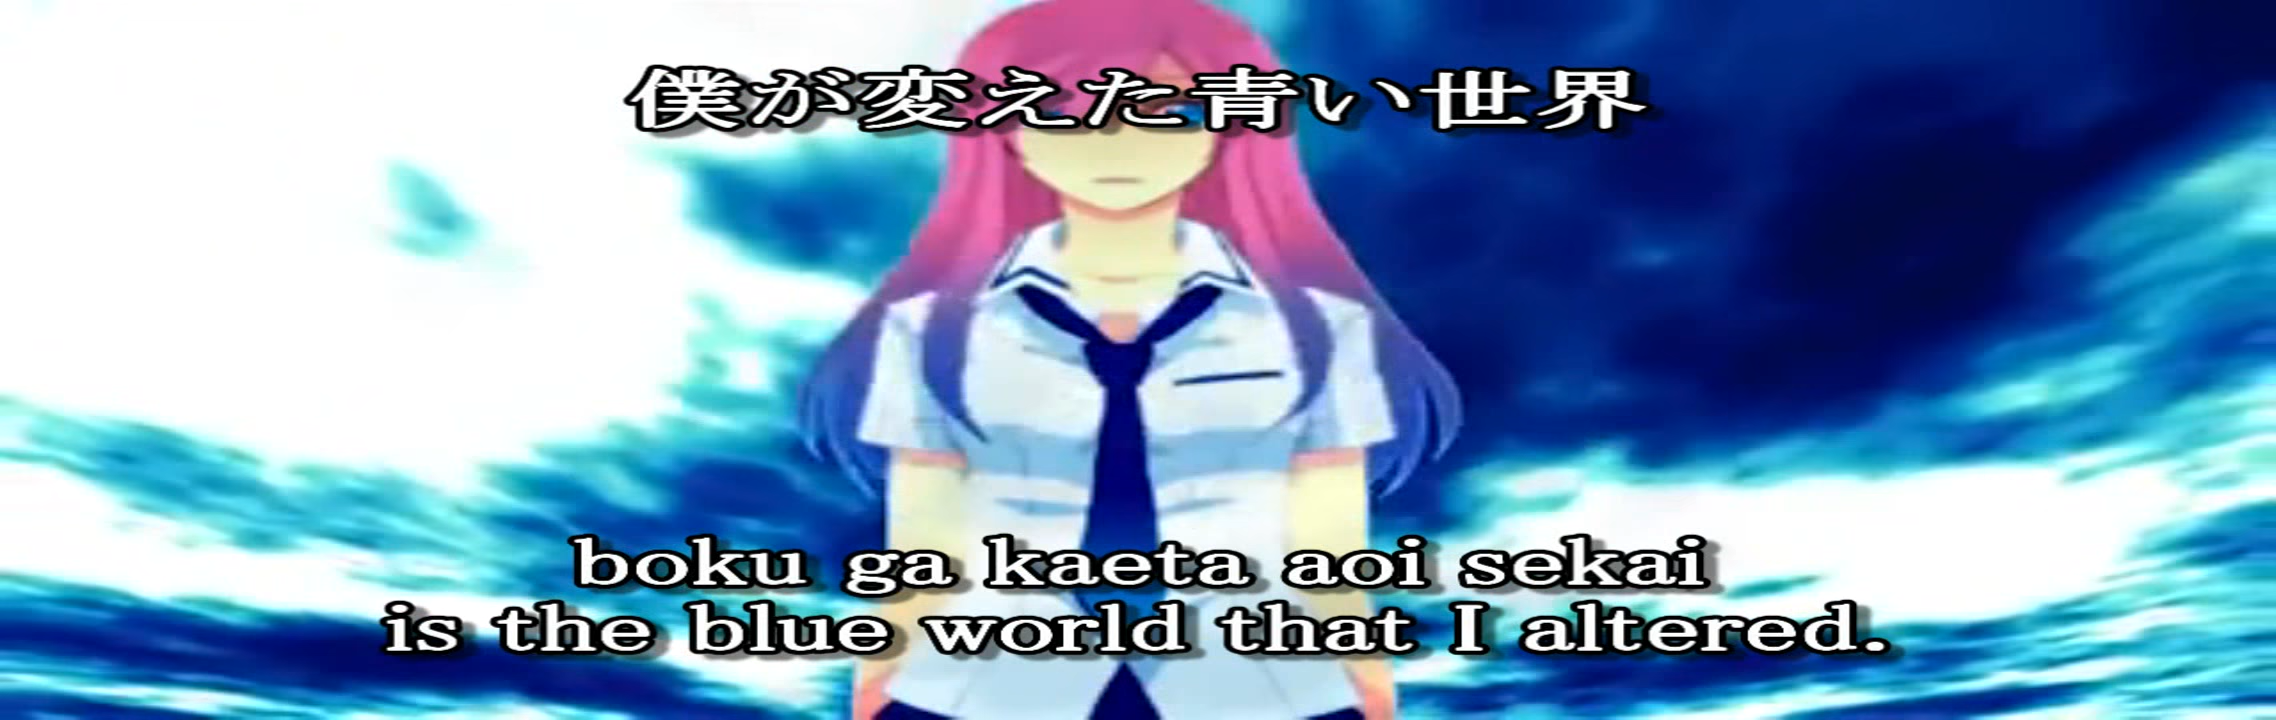 僕が変えた青い世界
boku ga kaeta aoi sekai
is the blue world that I altered.